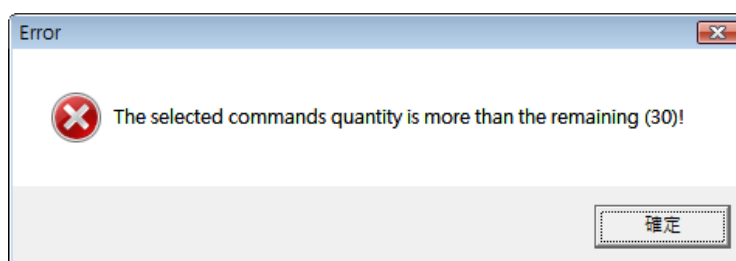 Error
The selected commands quantity is more than the remaining (30)!
確定